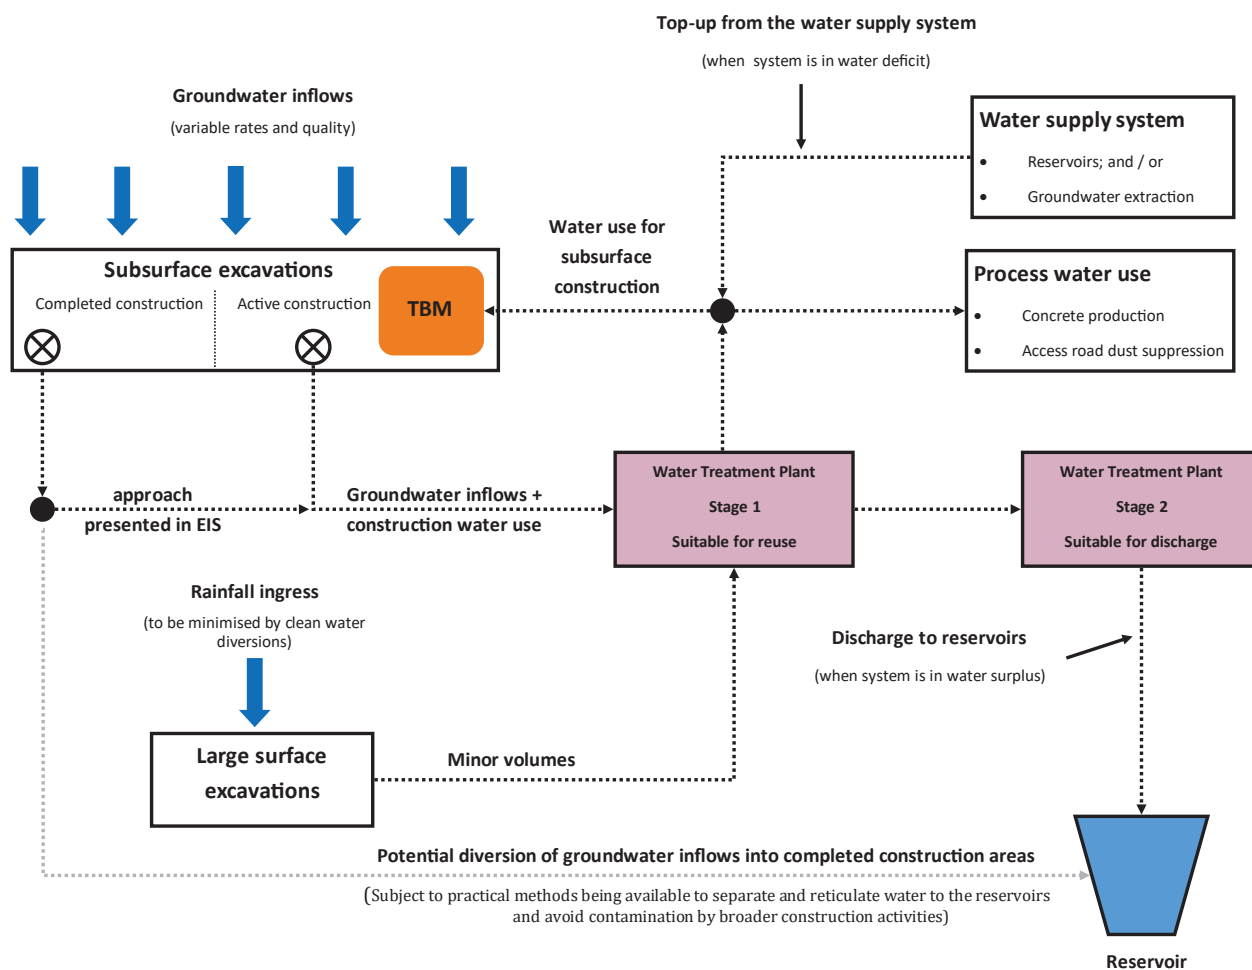 Top-up from the water supply system
(when system is in water deficit)
Groundwater inflows
(variable rates and quality)
Water supply system
• Reservoirs; and / or
• Groundwater extraction
Water use for
subsurface
construction
Subsurface excavations
Completed construction
Active construction
TBM
Process water use
• Concrete production
• Access road dust suppression
approach
presented in EIS
Groundwater inflows +
construction water use
Water Treatment Plant
Stage 1
Suitable for reuse
Water Treatment Plant
Stage 2
Suitable for discharge
Rainfall ingress
(to be minimised by clean water
diversions)
Discharge to reservoirs
(when system is in water surplus)
Large surface
excavations
Minor volumes
Potential diversion of groundwater inflows into completed construction areas
(Subject to practical methods being available to separate and reticulate water to the reservoirs
and avoid contamination by broader construction activities)
Reservoir